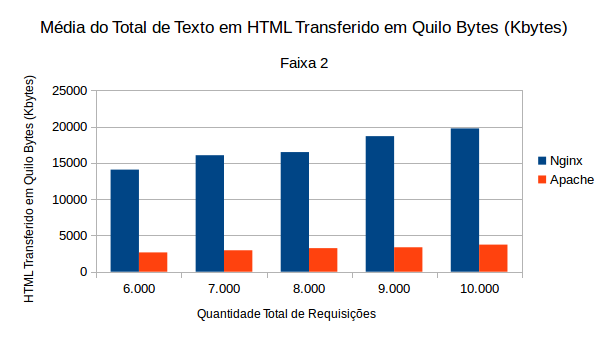 Média do Total de Texto em HTML Transferido em Quilo Bytes (Kbytes)
Faixa 2
HTML Transferido em Quilo Bytes (Kbytes)
25000
20000
15000
10000
5000
0
6.000 7.000 8.000 9.000 10.000
Quantidade Total de Requisições
Nginx
Apache